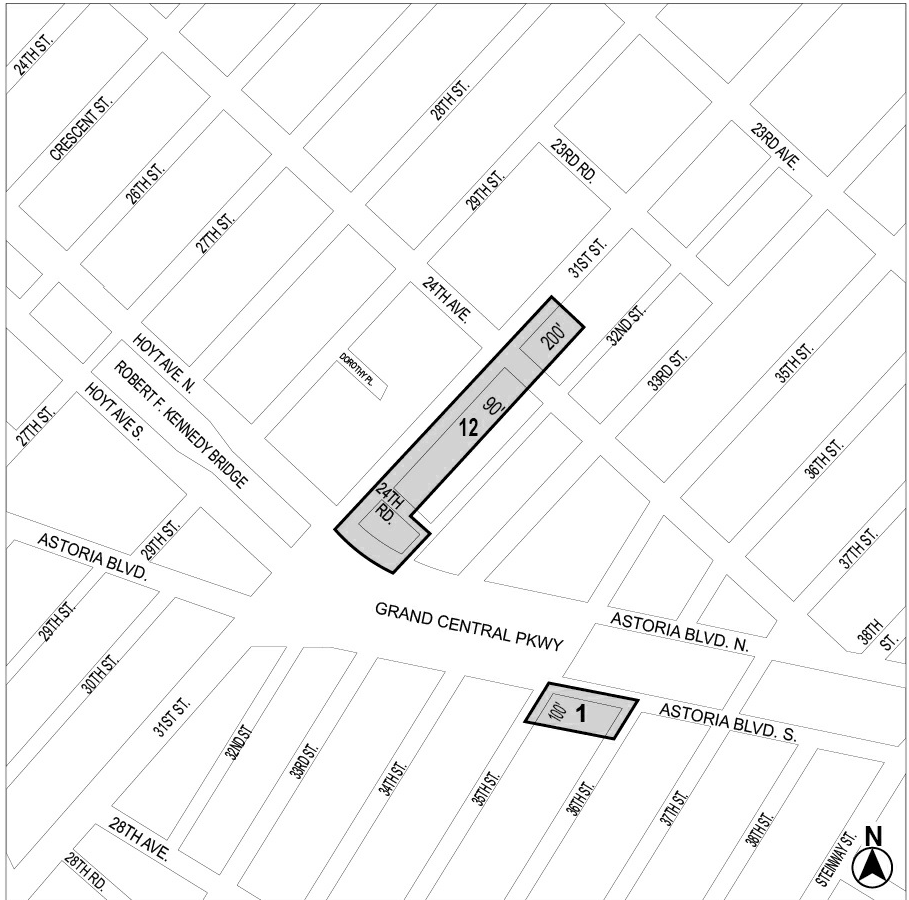 24TH ST.
CRESCENT ST.
28TH ST.
23RD AVE.
23RD RD.
26TH ST.
29TH ST.
27TH ST.
31ST ST.
24TH AVE.
32ND ST.
200'
HOYT AVE. N.
DOROTHY PL.
33RD ST.
35TH ST.
ROBERT F. KENNEDY BRIDGE
HOYT AVE S.
27TH ST.
90'
12
36TH ST.
24TH
RD.
29TH ST.
37TH ST.
ASTORIA BLVD.
GRAND CENTRAL PKWY
ASTORIA BLVD. N.
38TH
ST.
29TH ST.
30TH ST.
31ST ST.
100'
1
ASTORIA BLVD. S.
32ND ST.
33RD ST.
34TH ST.
35TH ST.
36TH ST.
37TH ST.
38TH ST.
STEINWAY ST.
28TH AVE.
28TH RD.
N